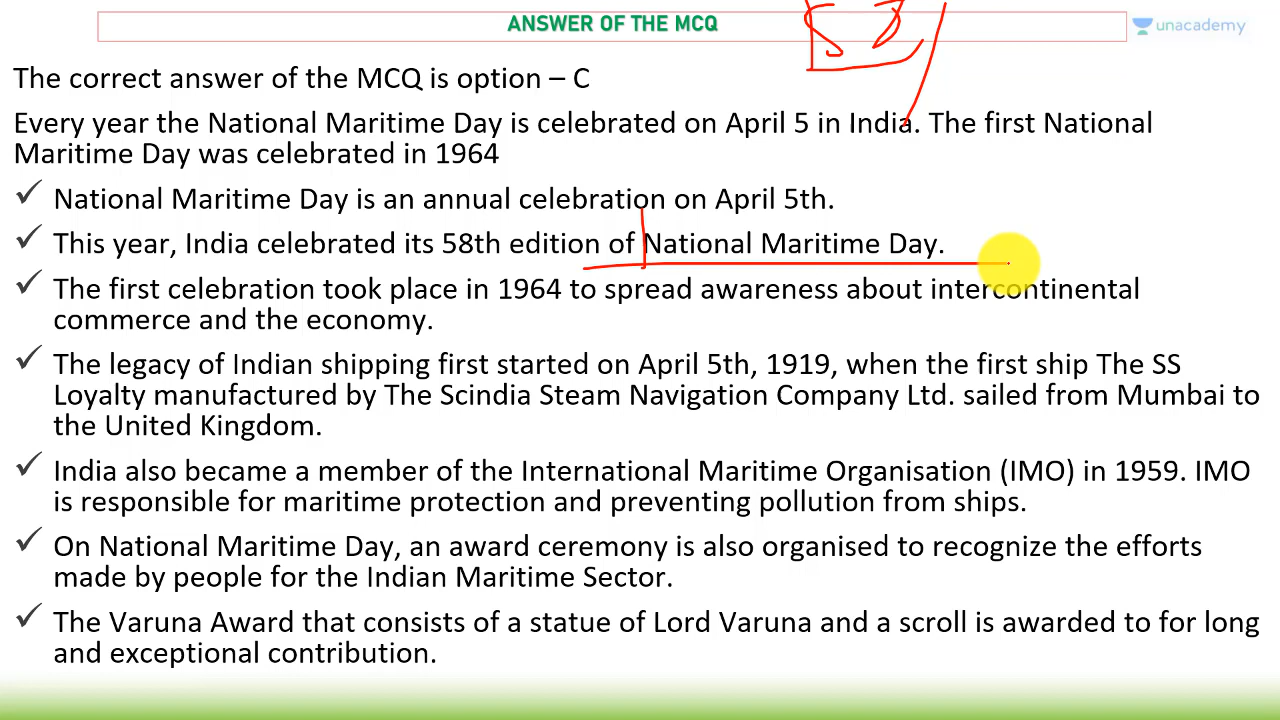 ANSWER OF THE MCQ
unacademy
The correct answer of the MCQ is option – C
Every year the National Maritime Day is celebrated on April 5 in India. The first National
Maritime Day was celebrated in 1964
✓ National Maritime Day is an annual celebration on April 5th.
✓ This year, India celebrated its 58th edition of National Maritime Day.
✓ The first celebration took place in 1964 to spread awareness about intercontinental
commerce and the economy.
✓ The legacy of Indian shipping first started on April 5th, 1919, when the first ship The SS
Loyalty manufactured by The Scindia Steam Navigation Company Ltd. sailed from Mumbai to
the United Kingdom.
✓ India also became a member of the International Maritime Organisation (IMO) in 1959. IMO
is responsible for maritime protection and preventing pollution from ships.
✓ On National Maritime Day, an award ceremony is also organised to recognize the efforts
made by people for the Indian Maritime Sector.
✓ The Varuna Award that consists of a statue of Lord Varuna and a scroll is awarded to for long
and exceptional contribution.